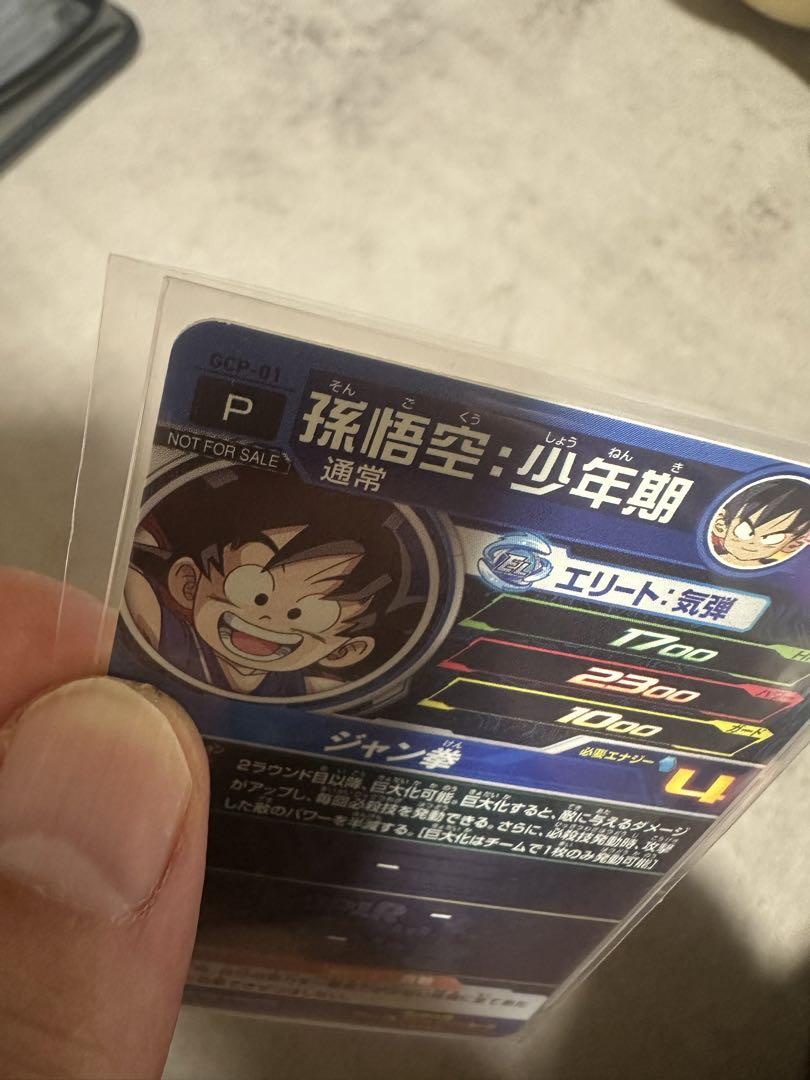 GCP-01
P
NOT FOR SALE
そん ご くう しょう ねん き
孫悟空:少年期
通常
エリート:気弾
1700
2300
1000 ガード
必要エナジー 4
ジャン拳
けん
2ラウンド目以降、巨大化可能。巨大化すると、敵に与えるダメージ
がアップし、毎回必殺技を発動できる。さらに、必殺技発動時、攻撃
した敵のパワーを半減する。[巨大化はチームで1枚のみ発動可能]